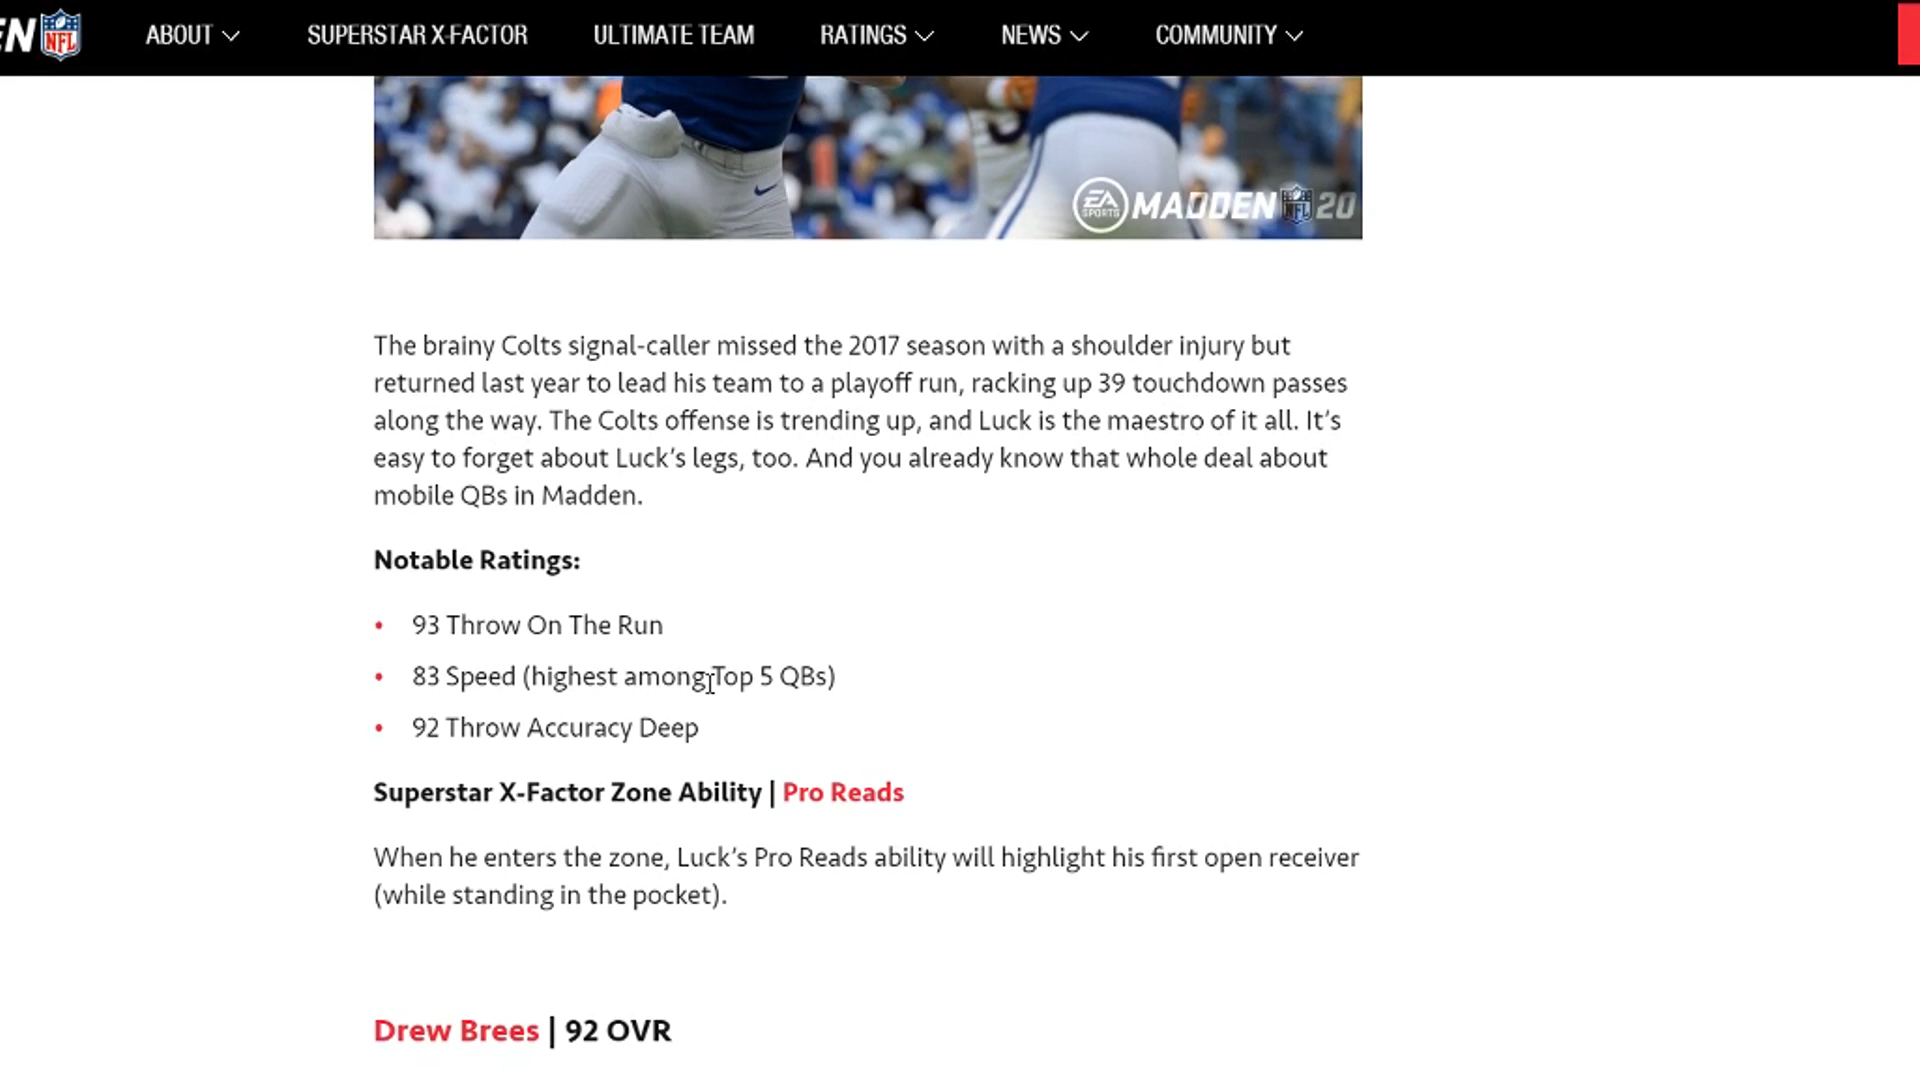 EN NFL ABOUT SUPERSTAR X-FACTOR ULTIMATE TEAM RATINGS NEWS COMMUNITY
EA SPORTS MADDEN NFL 20
The brainy Colts signal-caller missed the 2017 season with a shoulder injury but
returned last year to lead his team to a playoff run, racking up 39 touchdown passes
along the way. The Colts offense is trending up, and Luck is the maestro of it all. It’s
easy to forget about Luck’s legs, too. And you already know that whole deal about
mobile QBs in Madden.
Notable Ratings:
• 93 Throw On The Run
• 83 Speed (highest among Top 5 QBs)
• 92 Throw Accuracy Deep
Superstar X-Factor Zone Ability | Pro Reads
When he enters the zone, Luck’s Pro Reads ability will highlight his first open receiver
(while standing in the pocket).
Drew Brees | 92 OVR